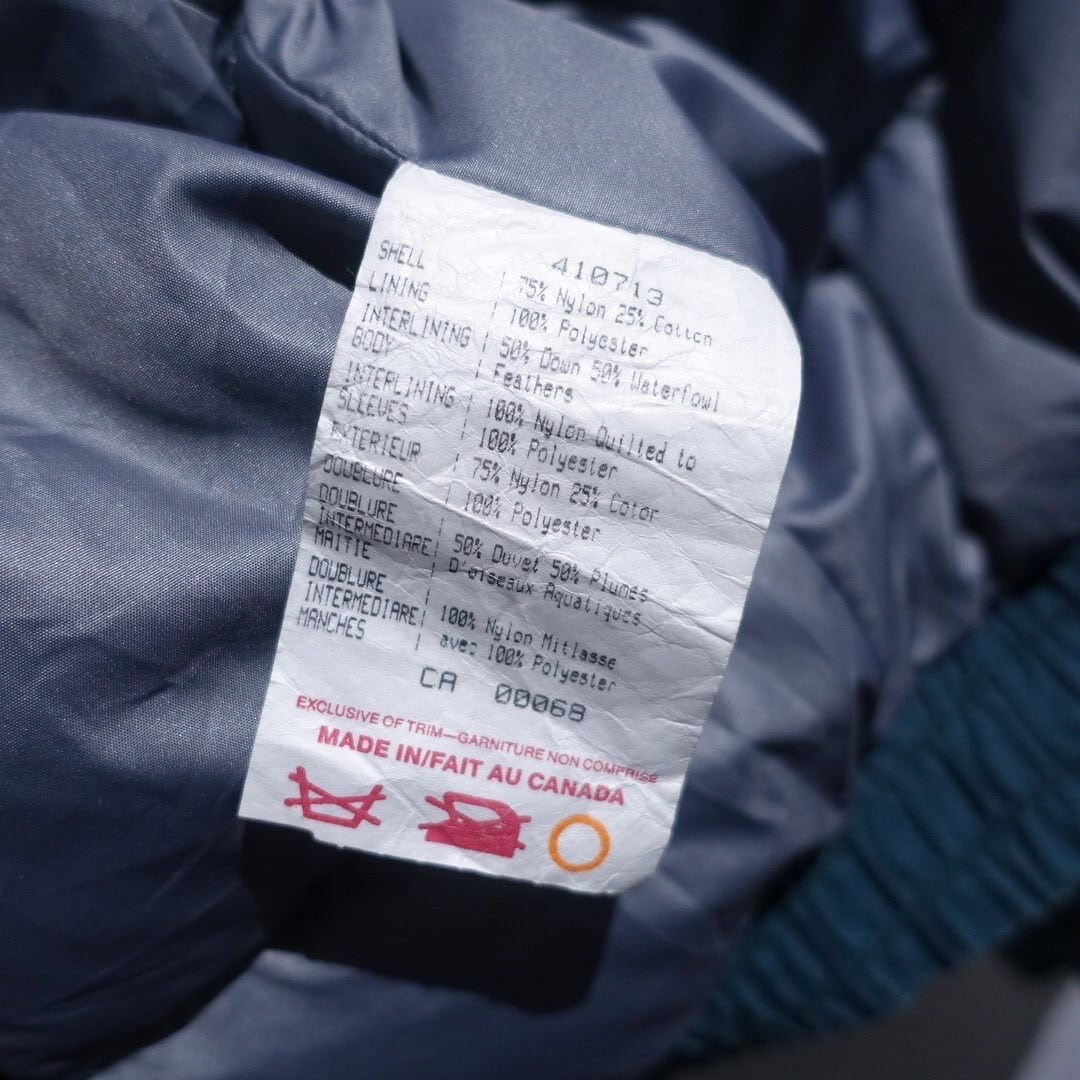 410713
SHELL | 75% Nylon 25% Cotton
LINING | 100% Polyester
INTERLINING | 50% Down 50% Waterfowl
BODY | Feathers
INTERLINING | 100% Nylon Quilted to
SLEEVES | 100% Polyester
EXTERIEUR | 75% Nylon 25% Cotor
DOUBLURE | 100% Polyester
DOUBLURE
INTERMEDIARE | 50% Duvet 50% Plumes
MAITIE | D'oiseaux Aquatiques
DOUBLURE
INTERMEDIARE | 100% Nylon Mitlasse
MANCHES | avec 100% Polyester
CA 00068
EXCLUSIVE OF TRIM—GARNITURE NON COMPRISE
MADE IN/FAIT AU CANADA